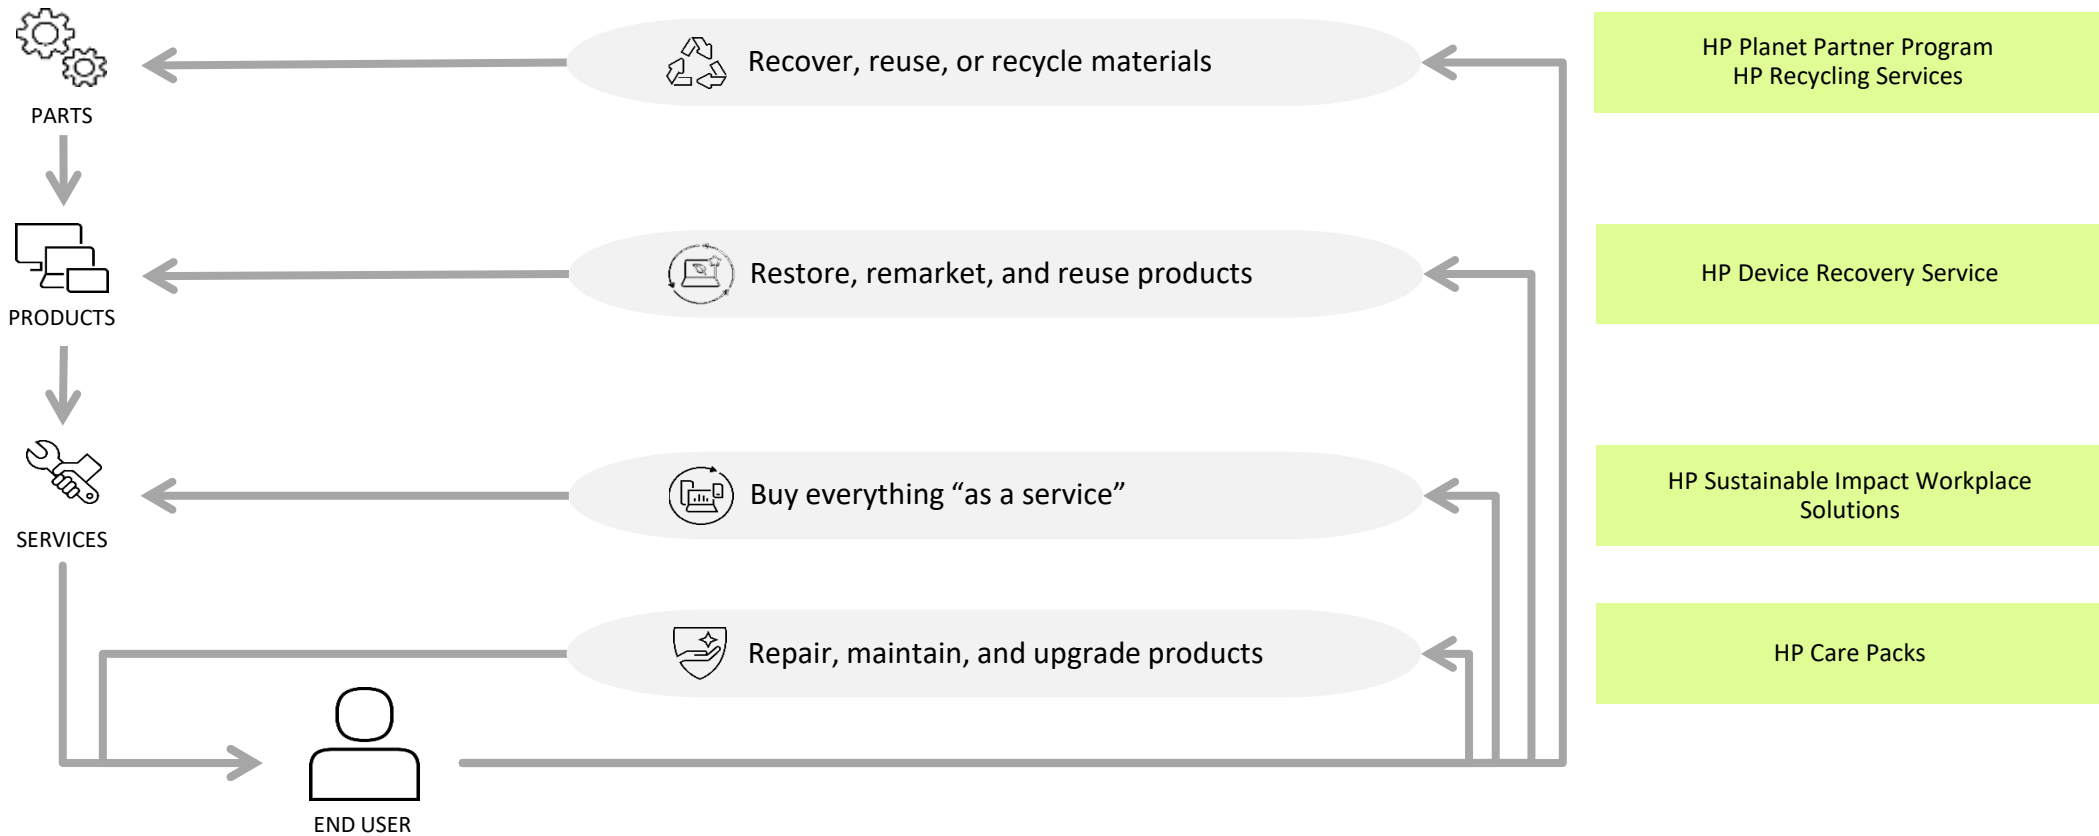 Recover, reuse, or recycle materials
HP Planet Partner Program
HP Recycling Services
PARTS
Restore, remarket, and reuse products
HP Device Recovery Service
PRODUCTS
Buy everything “as a service”
HP Sustainable Impact Workplace
Solutions
SERVICES
Repair, maintain, and upgrade products
HP Care Packs
END USER